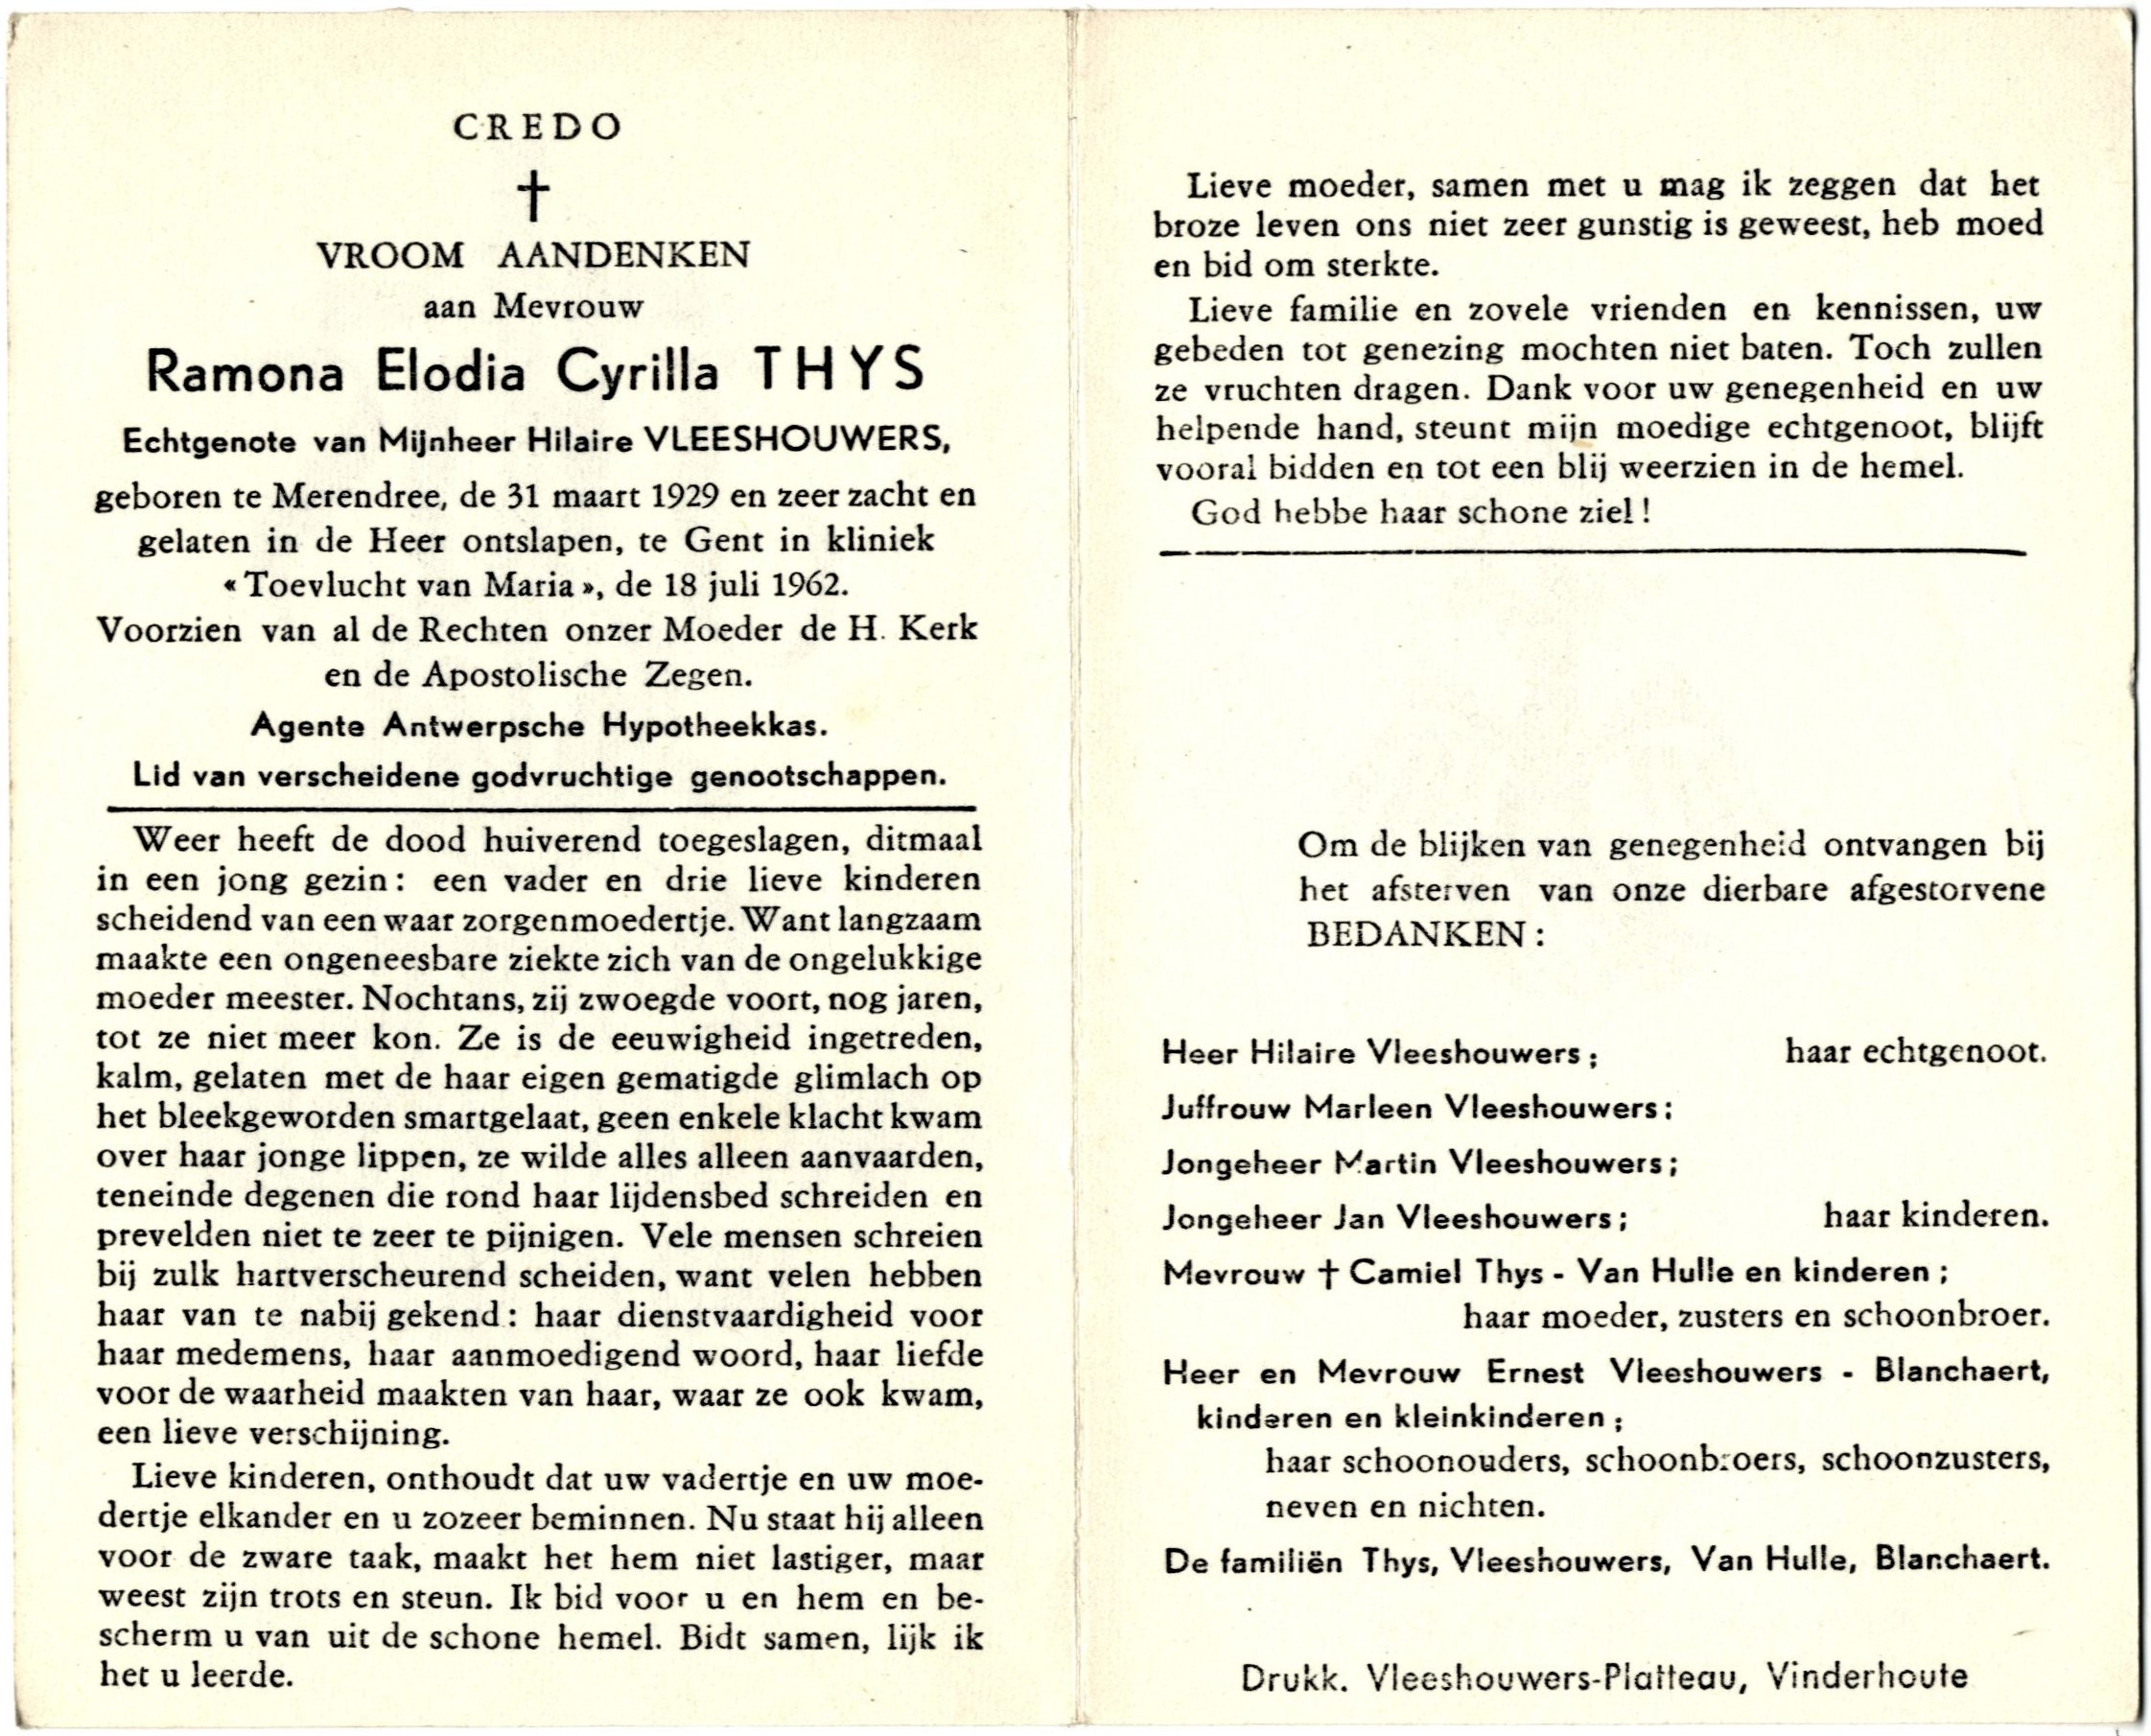 CREDO
†
VROOM AANDENKEN
aan Mevrouw
Ramona Elodia Cyrilla THYS
Echtgenote van Mijnheer Hilaire VLEESHOUWERS,
geboren te Merendree, de 31 maart 1929 en zeer zacht en
gelaten in de Heer ontslapen, te Gent in kliniek
« Toevlucht van Maria », de 18 juli 1962.
Voorzien van al de Rechten onzer Moeder de H. Kerk
en de Apostolische Zegen.
Agente Antwerpsche Hypotheekkas.
Lid van verscheidene godvruchtige genootschappen.
Weer heeft de dood huiverend toegeslagen, ditmaal
in een jong gezin : een vader en drie lieve kinderen
scheidend van een waar zorgenmoedertje. Want langzaam
maakte een ongeneesbare ziekte zich van de ongelukkige
moeder meester. Nochtans, zij zwoegde voort, nog jaren,
tot ze niet meer kon. Ze is de eeuwigheid ingetreden,
kalm, gelaten met de haar eigen gematigde glimlach op
het bleekgeworden smartgelaat, geen enkele klacht kwam
over haar jonge lippen, ze wilde alles alleen aanvaarden,
teneinde degenen die rond haar lijdensbed schreiden en
prevelden niet te zeer te pijnigen. Vele mensen schreien
bij zulk hartverscheurend scheiden, want velen hebben
haar van te nabij gekend : haar dienstvaardigheid voor
haar medemens, haar aanmoedigend woord, haar liefde
voor de waarheid maakten van haar, waar ze ook kwam,
een lieve verschijning.
Lieve kinderen, onthoudt dat uw vadertje en uw moe-
dertje elkander en u zozeer beminnen. Nu staat hij alleen
voor de zware taak, maakt het hem niet lastiger, maar
weest zijn trots en steun. Ik bid voor u en hem en be-
scherm u van uit de schone hemel. Bidt samen, lijk ik
het u leerde.
Lieve moeder, samen met u mag ik zeggen dat het
broze leven ons niet zeer gunstig is geweest, heb moed
en bid om sterkte.
Lieve familie en zovele vrienden en kennissen, uw
gebeden tot genezing mochten niet baten. Toch zullen
ze vruchten dragen. Dank voor uw genegenheid en uw
helpende hand, steunt mijn moedige echtgenoot, blijft
vooral bidden en tot een blij weerzien in de hemel.
God hebbe haar schone ziel !
Om de blijken van genegenheid ontvangen bij
het afsterven van onze dierbare afgestorvene
BEDANKEN :
Heer Hilaire Vleeshouwers ; haar echtgenoot.
Juffrouw Marleen Vleeshouwers ;
Jongeheer Martin Vleeshouwers ;
Jongeheer Jan Vleeshouwers ; haar kinderen.
Mevrouw † Camiel Thys - Van Hulle en kinderen ;
haar moeder, zusters en schoonbroer.
Heer en Mevrouw Ernest Vleeshouwers - Blanchaert,
kinderen en kleinkinderen ;
haar schoonouders, schoonbroers, schoonzusters,
neven en nichten.
De familiën Thys, Vleeshouwers, Van Hulle, Blanchaert.
Drukk. Vleeshouwers-Platteau, Vinderhoute